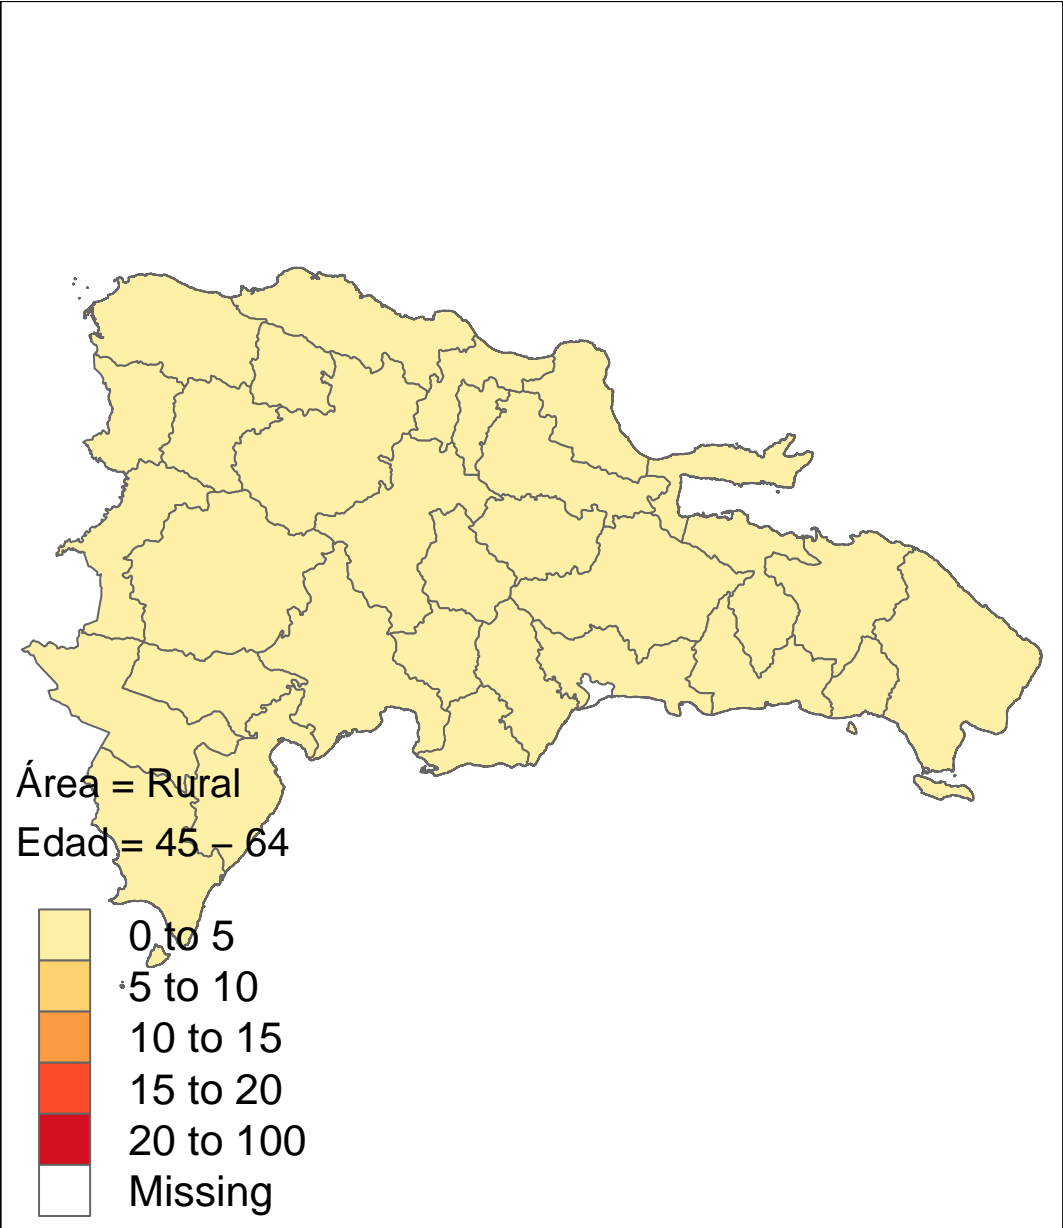 Área = Rural
Edad = 45 – 64
0 to 5
5 to 10
10 to 15
15 to 20
20 to 100
Missing